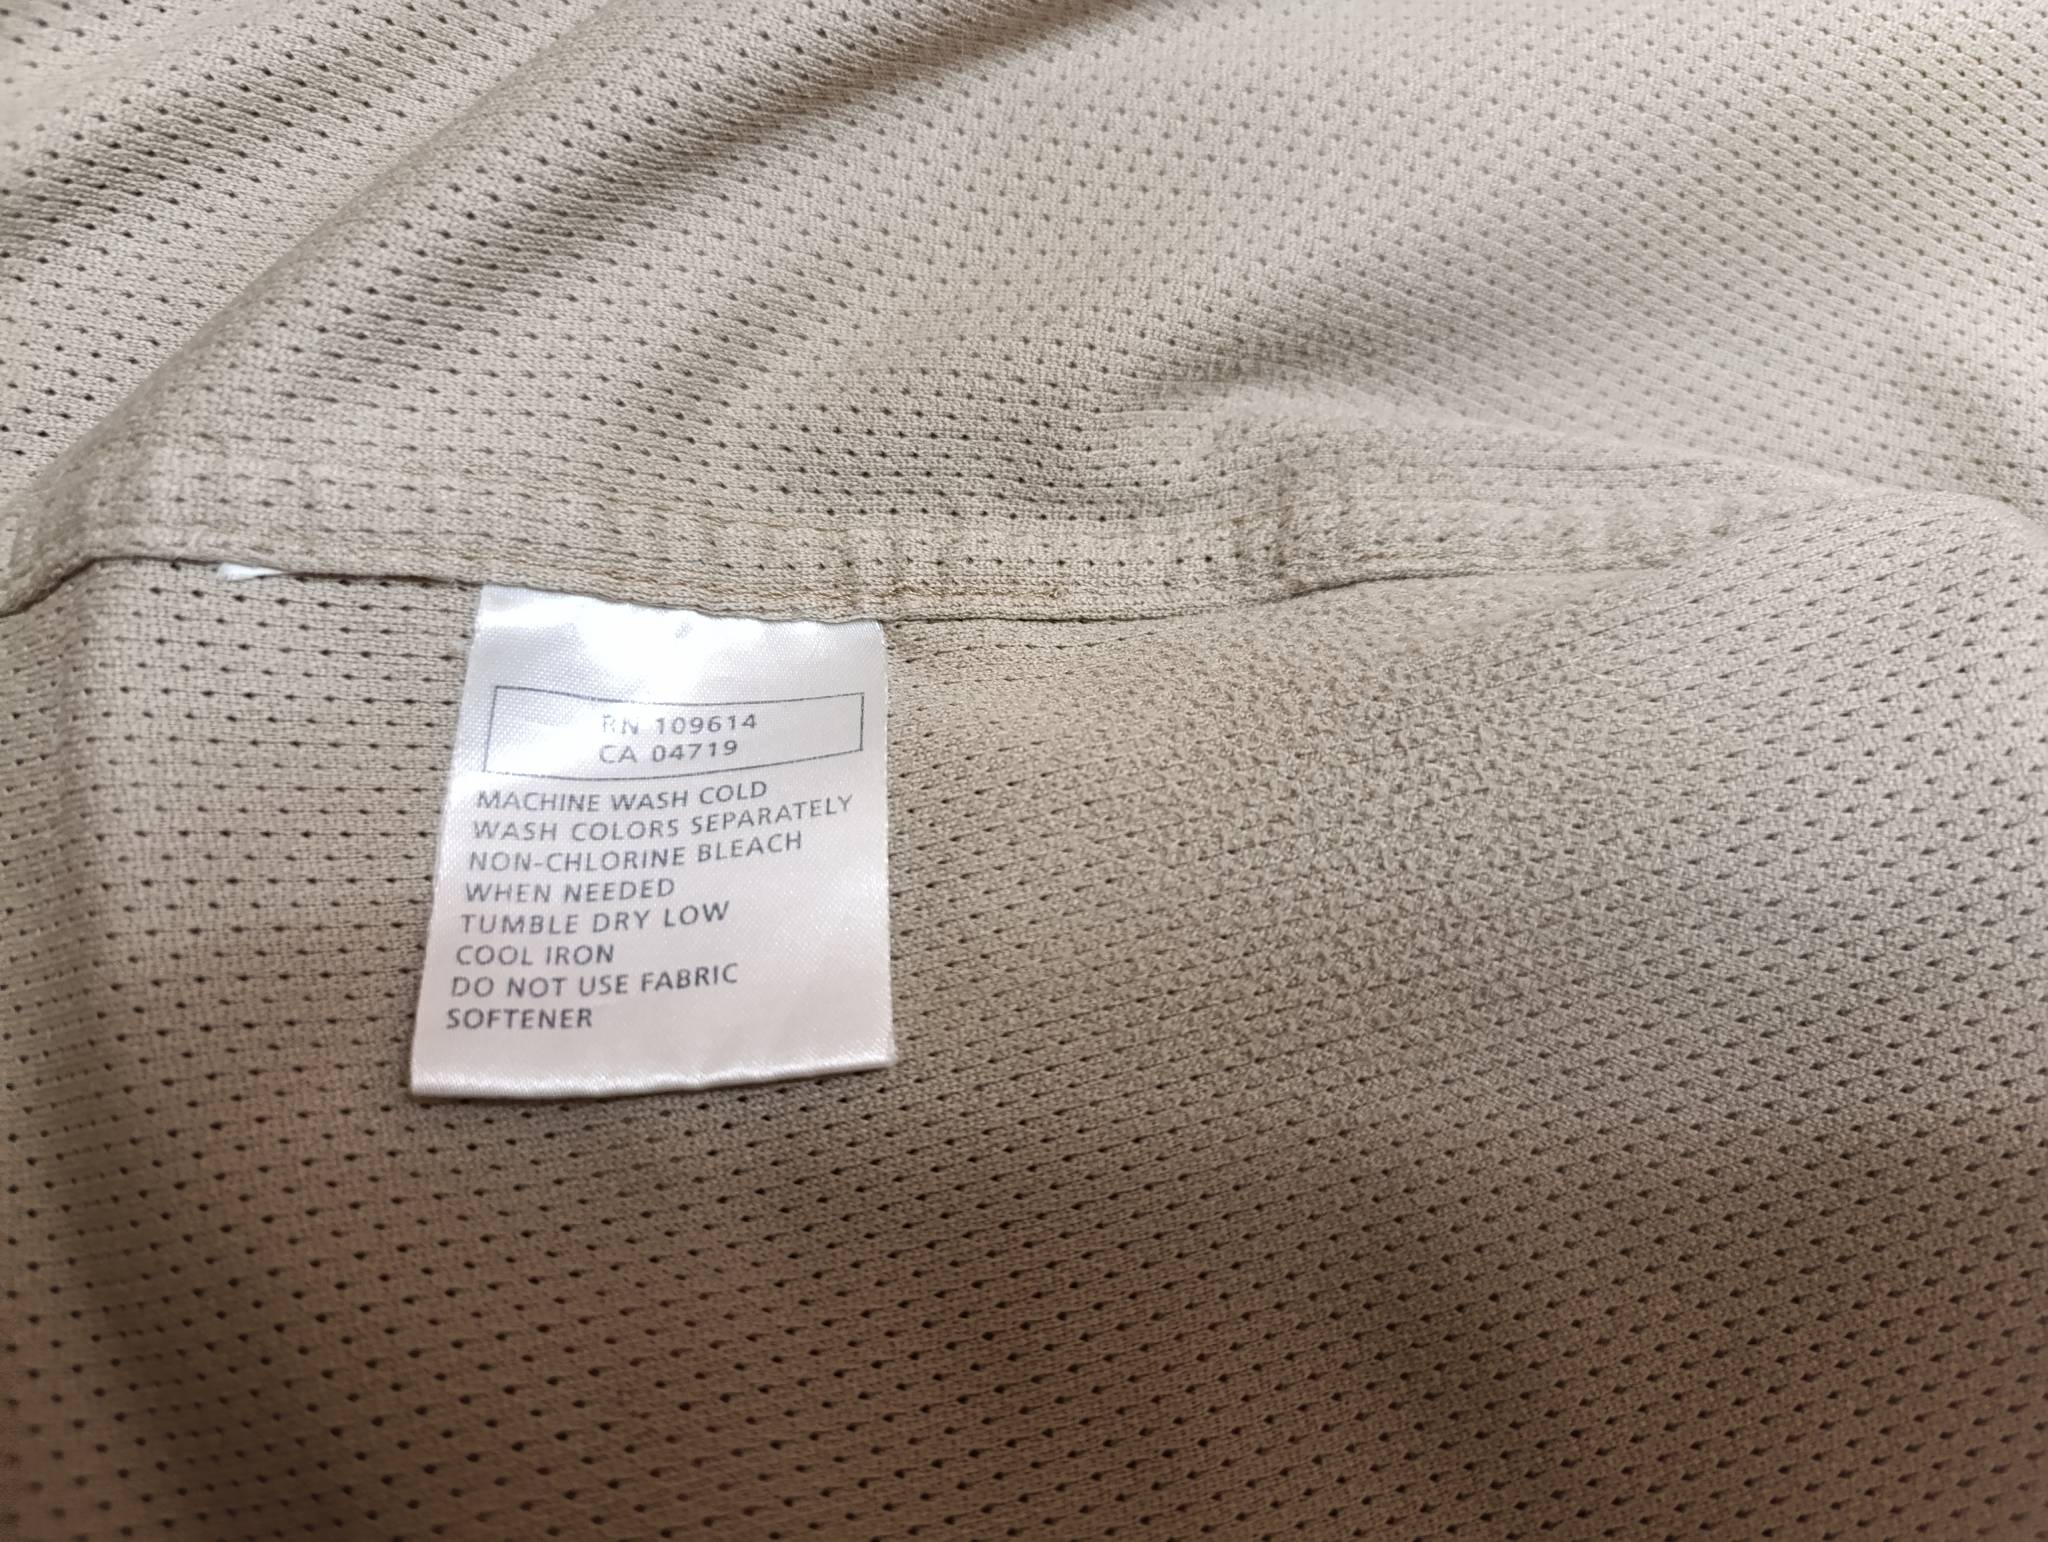 RN 109614
CA 04719
MACHINE WASH COLD
WASH COLORS SEPARATELY
NON-CHLORINE BLEACH
WHEN NEEDED
TUMBLE DRY LOW
COOL IRON
DO NOT USE FABRIC
SOFTENER